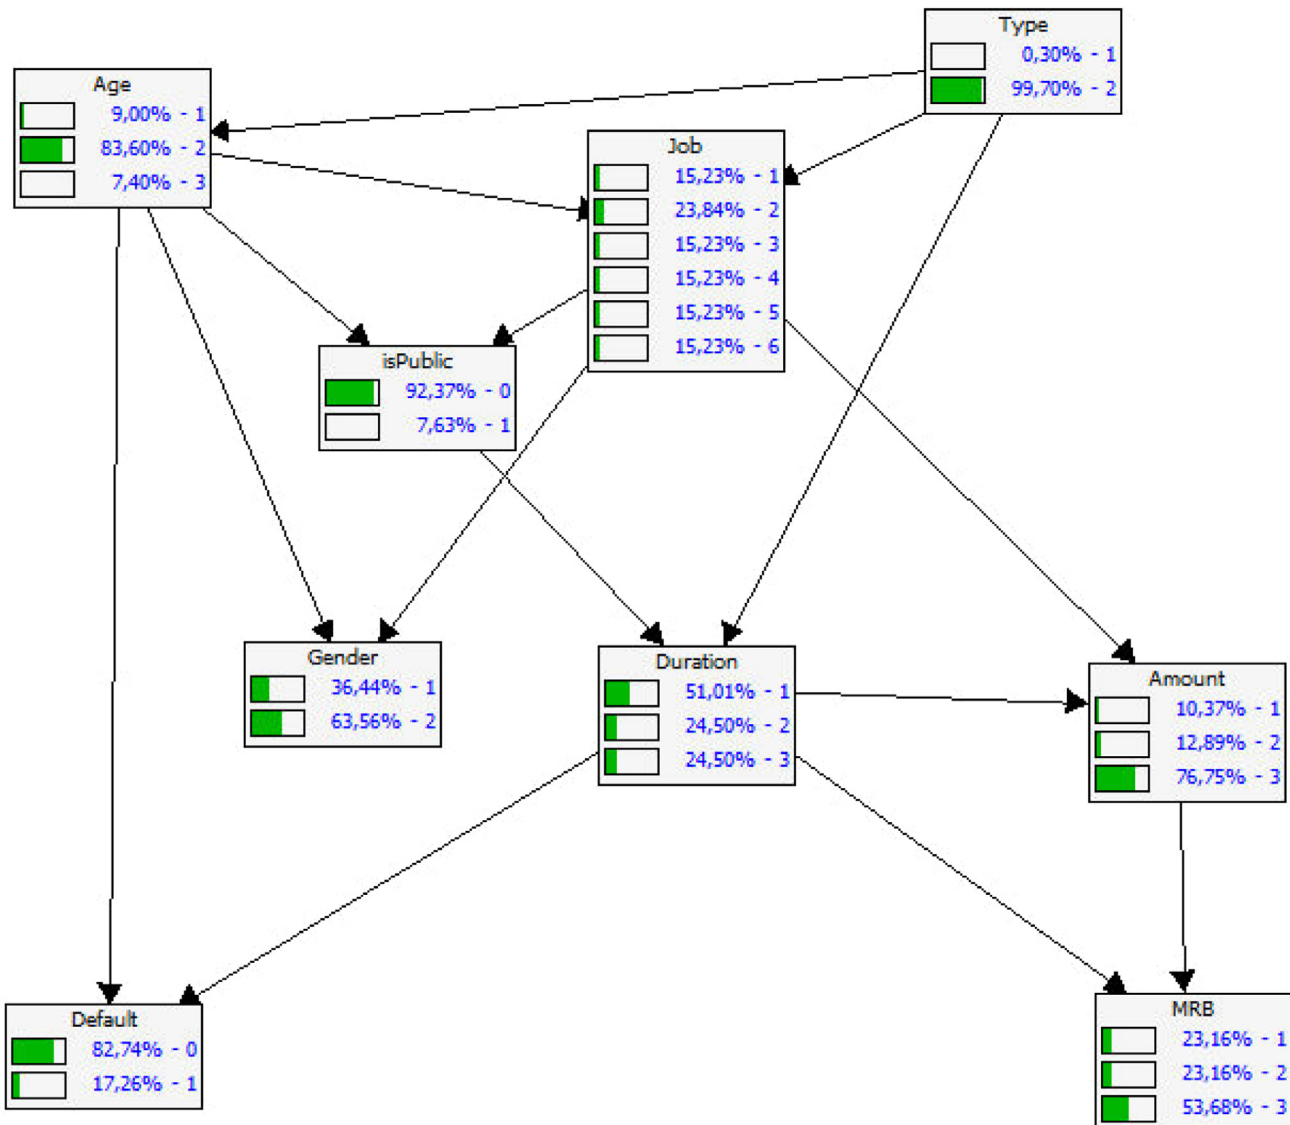 Type
0,30% - 1
99,70% - 2
Age
9,00% - 1
83,60% - 2
7,40% - 3
Job
15,23% - 1
23,84% - 2
15,23% - 3
15,23% - 4
15,23% - 5
15,23% - 6
isPublic
92,37% - 0
7,63% - 1
Gender
36,44% - 1
63,56% - 2
Duration
51,01% - 1
24,50% - 2
24,50% - 3
Amount
10,37% - 1
12,89% - 2
76,75% - 3
Default
82,74% - 0
17,26% - 1
MRB
23,16% - 1
23,16% - 2
53,68% - 3